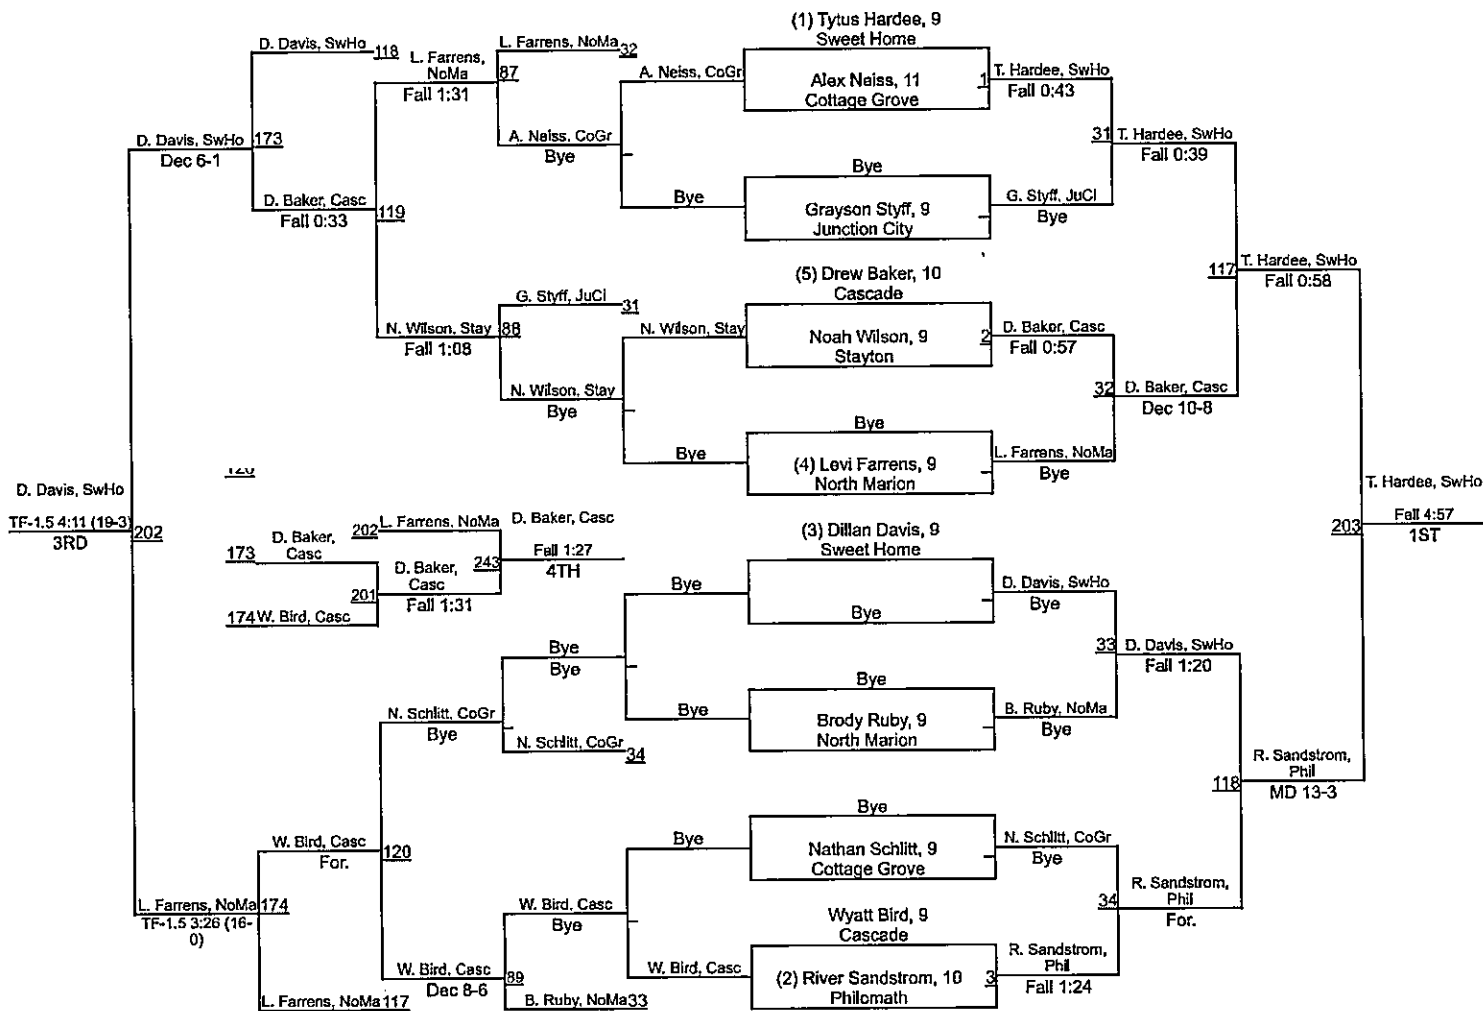 (1) Tytus Hardee, 9
Sweet Home
D. Davis, SwHo
118
L. Farrens,
NoMa
Fall 1:31
L. Farrens, NoMa
32
87
A. Neiss, CoGr
Alex Neiss, 11
Cottage Grove
1
T. Hardee, SwHo
Fall 0:43
D. Davis, SwHo
Dec 6-1
173
A. Neiss, CoGr
Bye
31
T. Hardee, SwHo
Fall 0:39
Bye
D. Baker, Casc
Fall 0:33
119
Bye
Grayson Styff, 9
Junction City
G. Styff, JuCi
Bye
(5) Drew Baker, 10
Cascade
117
T. Hardee, SwHo
Fall 0:58
G. Styff, JuCi
31
N. Wilson, Stay
Fall 1:08
88
N. Wilson, Stay
Noah Wilson, 9
Stayton
2
D. Baker, Casc
Fall 0:57
N. Wilson, Stay
Bye
32
D. Baker, Casc
Dec 10-8
Bye
Bye
(4) Levi Farrens, 9
North Marion
L. Farrens, NoMa
Bye
D. Davis, SwHo
TF-1.5 4:11 (19-3)
3RD
202
T. Hardee, SwHo
Fall 4:57
1ST
203
202
L. Farrens, NoMa
D. Baker, Casc
Fall 1:27
4TH
(3) Dillan Davis, 9
Sweet Home
173
D. Baker,
Casc
243
201
D. Baker,
Casc
Fall 1:31
174
W. Bird, Casc
Bye
Bye
D. Davis, SwHo
Bye
Bye
Bye
33
D. Davis, SwHo
Fall 1:20
Bye
N. Schlitt, CoGr
Bye
Bye
Brody Ruby, 9
North Marion
B. Ruby, NoMa
Bye
N. Schlitt, CoGr
34
118
R. Sandstrom,
Phil
MD 13-3
Bye
W. Bird, Casc
For.
120
Bye
Nathan Schlitt, 9
Cottage Grove
N. Schlitt, CoGr
Bye
L. Farrens, NoMa
TF-1.5 3:26 (16-
0)
174
W. Bird, Casc
Bye
Wyatt Bird, 9
Cascade
34
R. Sandstrom,
Phil
For.
W. Bird, Casc
Dec 8-6
89
W. Bird, Casc
(2) River Sandstrom, 10
Philomath
3
R. Sandstrom,
Phil
Fall 1:24
L. Farrens, NoMa
117
B. Ruby, NoMa
33